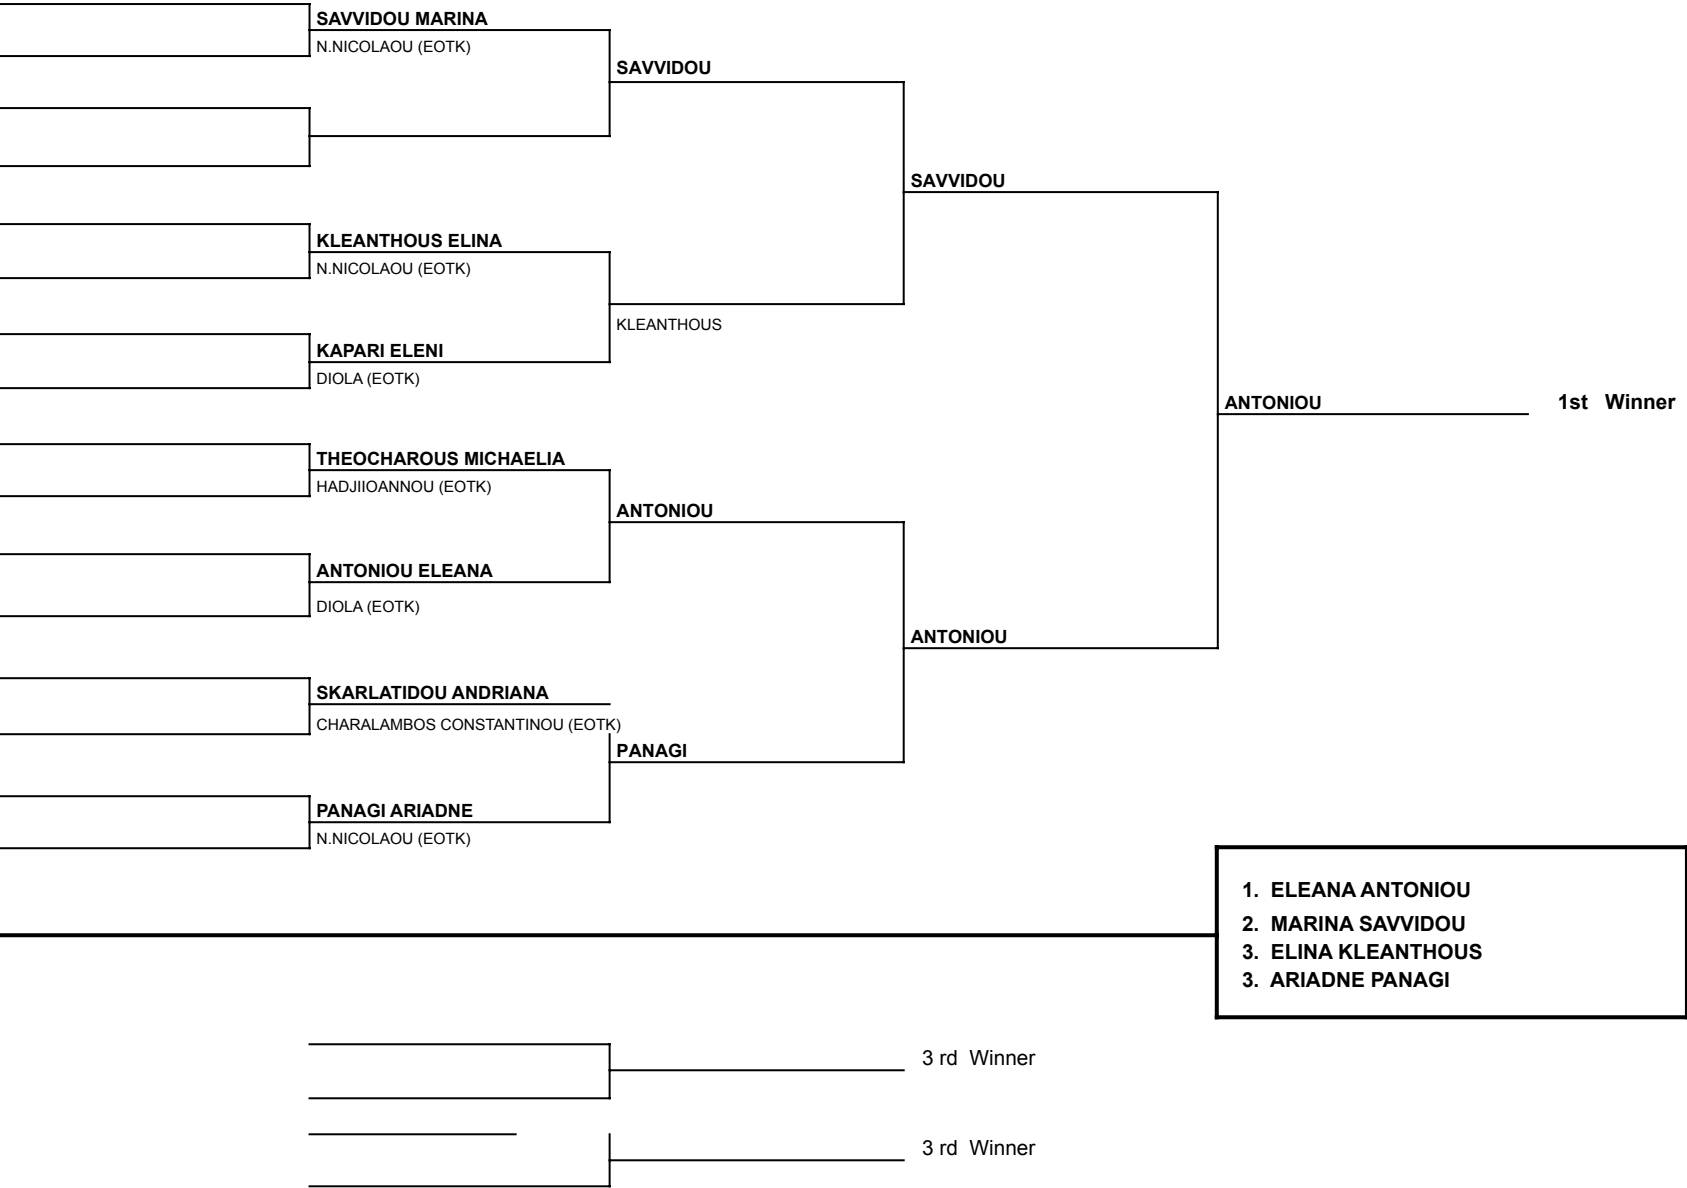 SAVVIDOU MARINA
N.NICOLAOU (EOTK)
SAVVIDOU
SAVVIDOU
KLEANTHOUS ELINA
N.NICOLAOU (EOTK)
KLEANTHOUS
KAPARI ELENI
DIOLA (EOTK)
ANTONIOU
1st Winner
THEOCHAROUS MICHAELIA
HADJIIOANNOU (EOTK)
ANTONIOU
ANTONIOU ELEANA
DIOLA (EOTK)
ANTONIOU
SKARLATIDOU ANDRIANA
CHARALAMBOS CONSTANTINOU (EOTK)
PANAGI
PANAGI ARIADNE
N.NICOLAOU (EOTK)
1. ELEANA ANTONIOU
2. MARINA SAVVIDOU
3. ELINA KLEANTHOUS
3. ARIADNE PANAGI
3 rd Winner
3 rd Winner